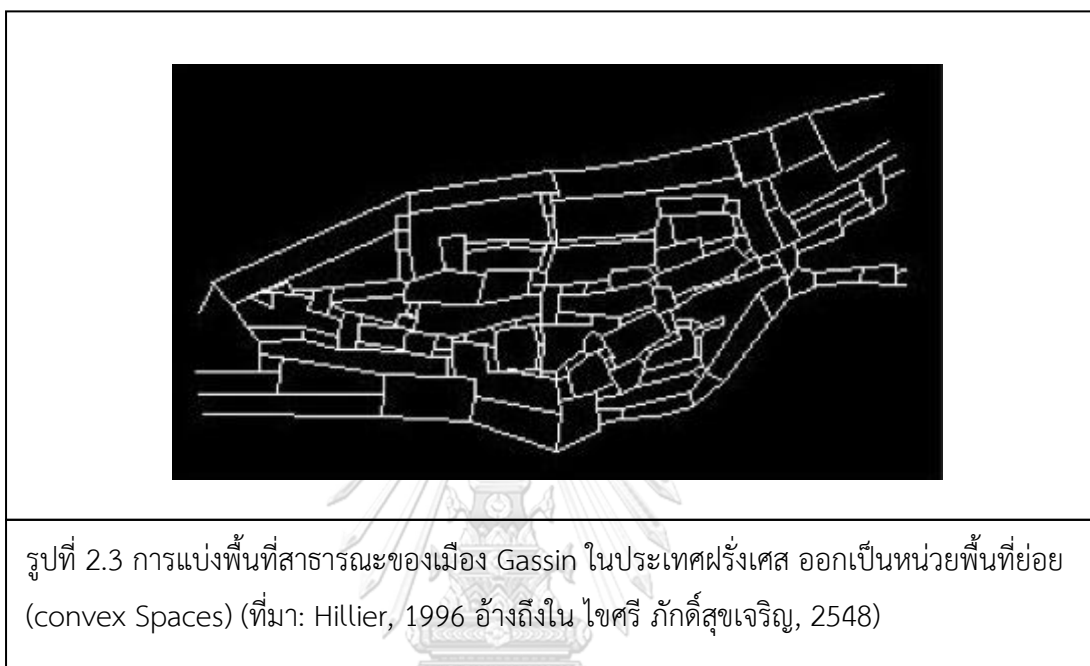 รูปที่ 2.3 การแบ่งพื้นที่สาธารณะของเมือง Gassin ในประเทศฝรั่งเศส ออกเป็นหน่วยพื้นที่ย่อย
(convex Spaces) (ที่มา: Hillier, 1996 อ้างถึงใน ไขศรี ภักดิ์สุขเจริญ, 2548)